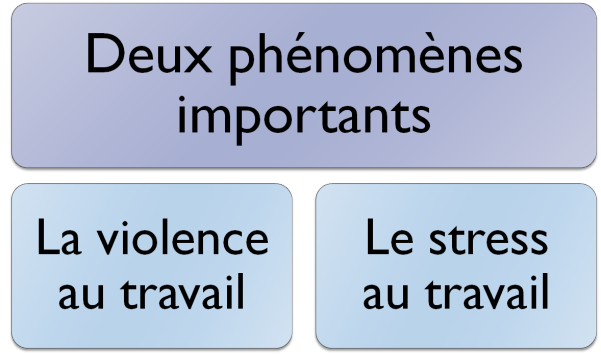 Deux phénomènes
importants
La violence
au travail
Le stress
au travail